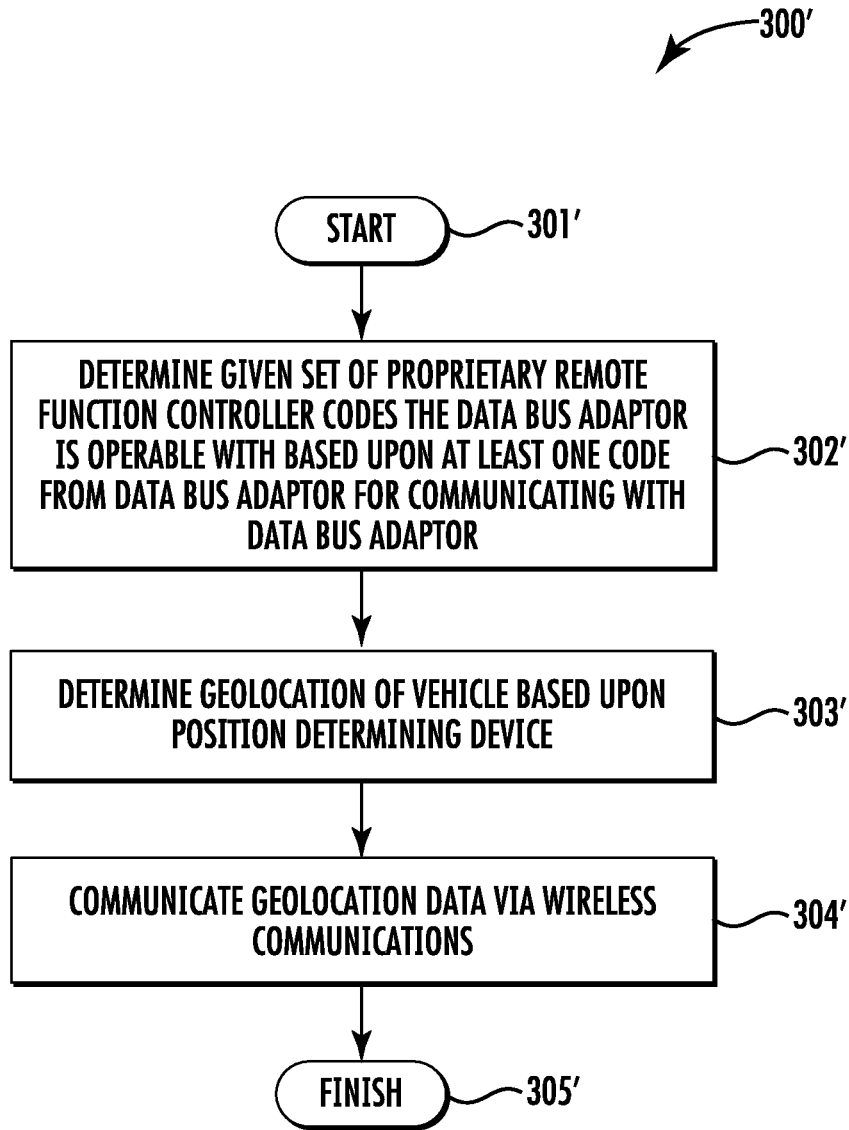 300′
START
301′
DETERMINE GIVEN SET OF PROPRIETARY REMOTE
FUNCTION CONTROLLER CODES THE DATA BUS ADAPTOR
IS OPERABLE WITH BASED UPON AT LEAST ONE CODE
FROM DATA BUS ADAPTOR FOR COMMUNICATING WITH
DATA BUS ADAPTOR
302′
DETERMINE GEOLOCATION OF VEHICLE BASED UPON
POSITION DETERMINING DEVICE
303′
COMMUNICATE GEOLOCATION DATA VIA WIRELESS
COMMUNICATIONS
304′
FINISH
305′